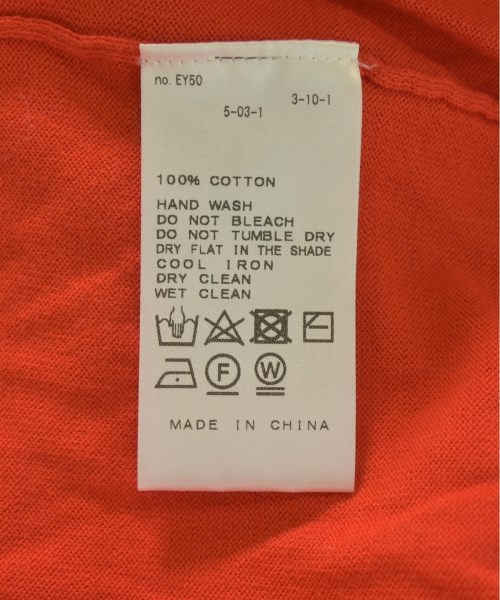 no. EY50
3-10-1
5-03-1
100% COTTON
HAND WASH
DO NOT BLEACH
DO NOT TUMBLE DRY
DRY FLAT IN THE SHADE
COOL IRON
DRY CLEAN
WET CLEAN
F W
MADE IN CHINA